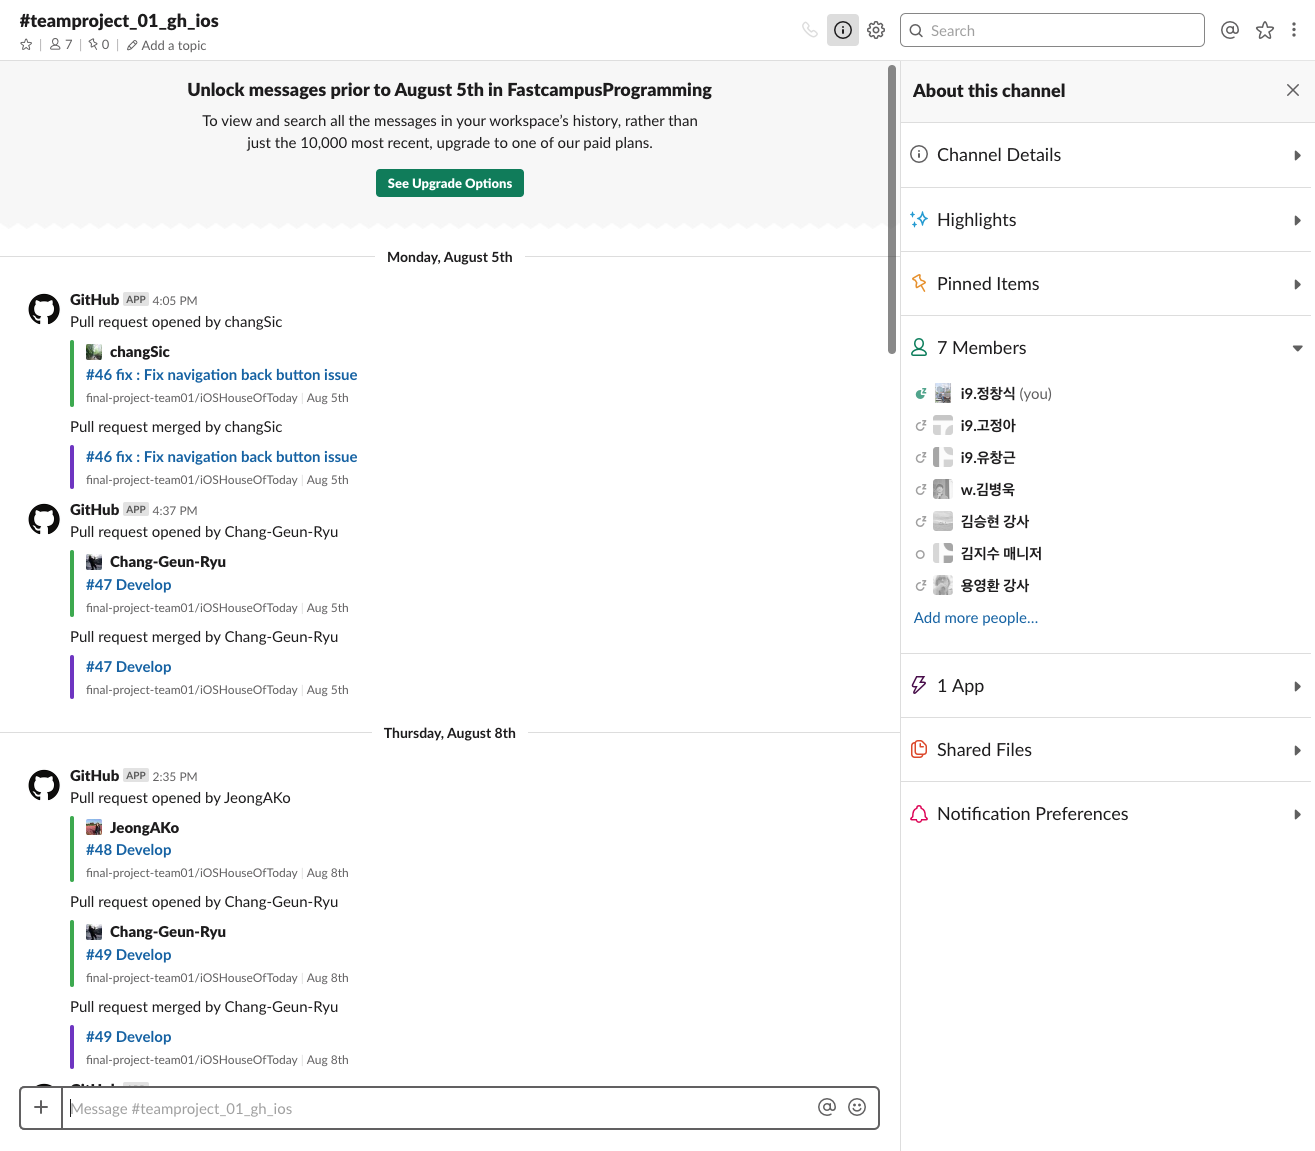 #teamproject_01_gh_ios
7 0 Add a topic
Search
Unlock messages prior to August 5th in FastcampusProgramming
To view and search all the messages in your workspace's history, rather than
just the 10,000 most recent, upgrade to one of our paid plans.
See Upgrade Options
Monday, August 5th
GitHub APP 4:05 PM
Pull request opened by changSic
changSic
#46 fix : Fix navigation back button issue
final-project-team01/iOSHouseOfToday Aug 5th
Pull request merged by changSic
#46 fix : Fix navigation back button issue
final-project-team01/iOSHouseOfToday Aug 5th
GitHub APP 4:37 PM
Pull request opened by Chang-Geun-Ryu
Chang-Geun-Ryu
#47 Develop
final-project-team01/iOSHouseOfToday Aug 5th
Pull request merged by Chang-Geun-Ryu
#47 Develop
final-project-team01/iOSHouseOfToday Aug 5th
Thursday, August 8th
GitHub APP 2:35 PM
Pull request opened by JeongAKo
JeongAKo
#48 Develop
final-project-team01/iOSHouseOfToday Aug 8th
Pull request opened by Chang-Geun-Ryu
Chang-Geun-Ryu
#49 Develop
final-project-team01/iOSHouseOfToday Aug 8th
Pull request merged by Chang-Geun-Ryu
#49 Develop
final-project-team01/iOSHouseOfToday Aug 8th
Message #teamproject_01_gh_ios
About this channel
Channel Details
Highlights
Pinned Items
7 Members
i9.정창식 (you)
i9.고정아
i9.유창근
w.김병욱
김승현 강사
김지수 매니저
용영환 강사
Add more people...
1 App
Shared Files
Notification Preferences